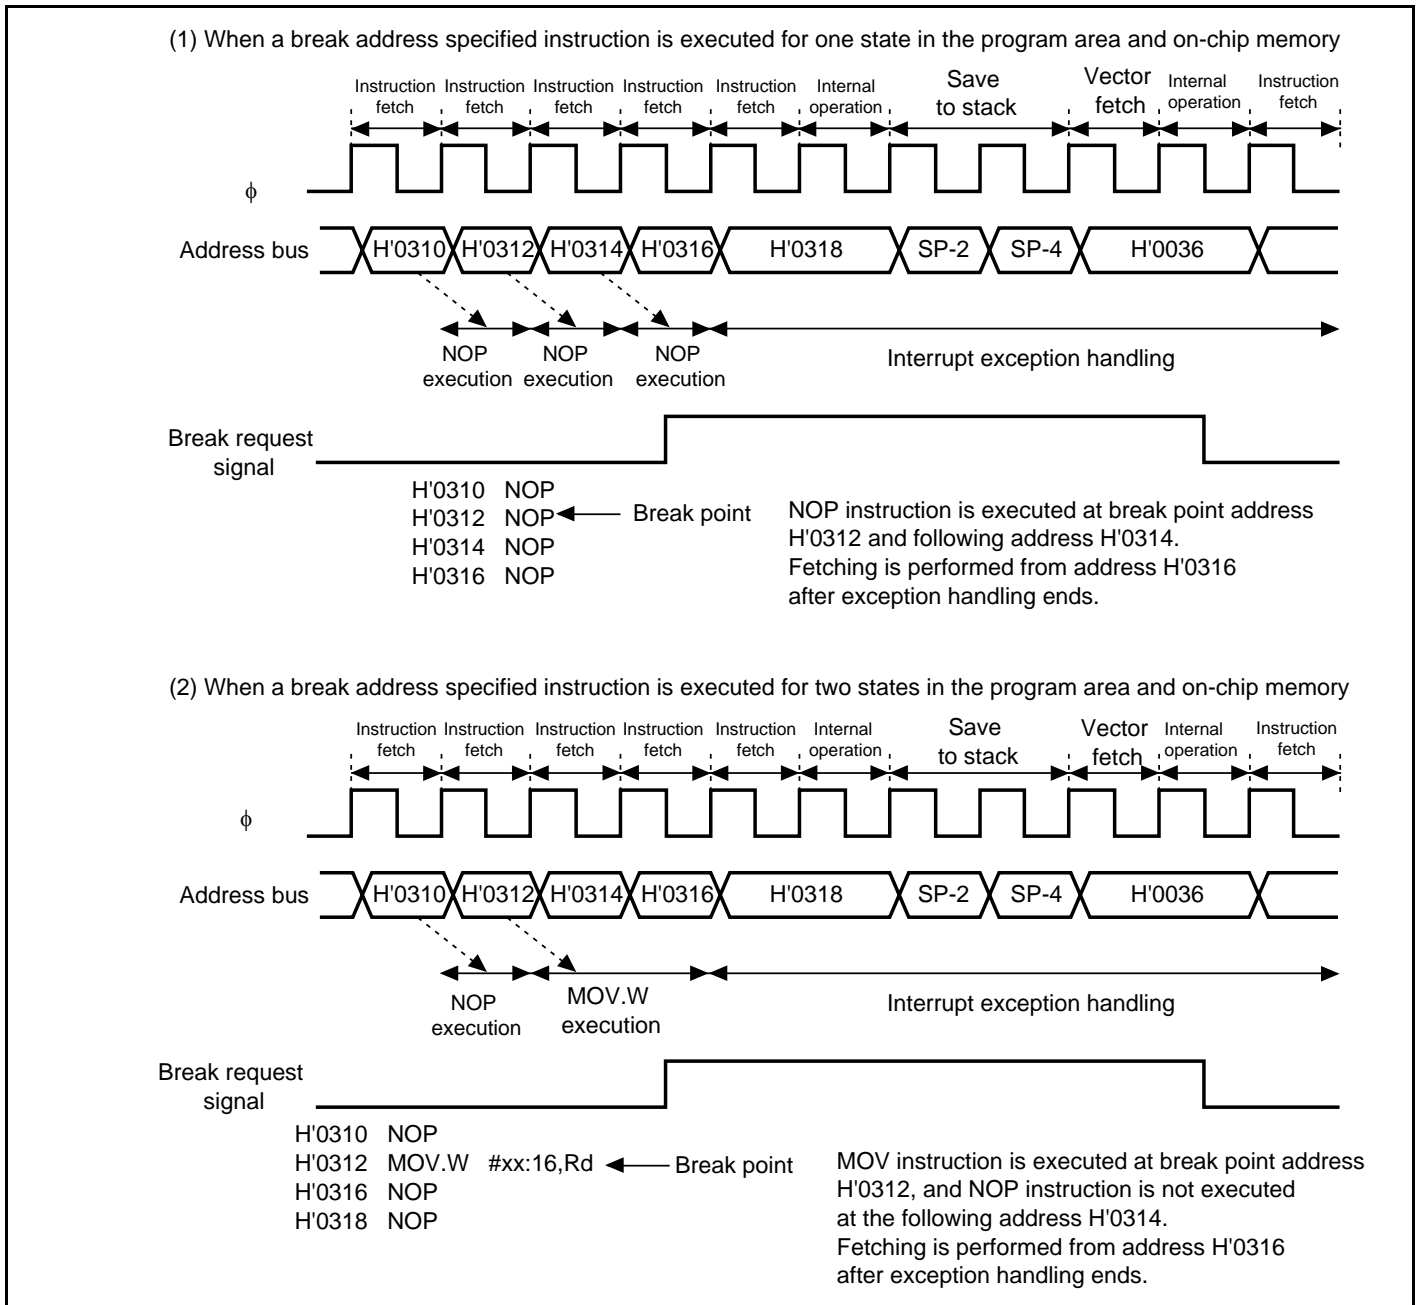 (1) When a break address specified instruction is executed for one state in the program area and on-chip memory
Instruction Instruction Instruction Instruction Instruction Internal Save Vector Internal Instruction
fetch fetch fetch fetch fetch operation to stack fetch operation fetch
ϕ
Address bus H'0310 H'0312 H'0314 H'0316 H'0318 SP-2 SP-4 H'0036
NOP NOP NOP Interrupt exception handling
execution execution execution
Break request
signal
H'0310 NOP
H'0312 NOP Break point
H'0314 NOP
H'0316 NOP
NOP instruction is executed at break point address
H'0312 and following address H'0314.
Fetching is performed from address H'0316
after exception handling ends.
(2) When a break address specified instruction is executed for two states in the program area and on-chip memory
Instruction Instruction Instruction Instruction Instruction Internal Save Vector Internal Instruction
fetch fetch fetch fetch fetch operation to stack fetch operation fetch
ϕ
Address bus H'0310 H'0312 H'0314 H'0316 H'0318 SP-2 SP-4 H'0036
NOP MOV.W Interrupt exception handling
execution execution
Break request
signal
H'0310 NOP
H'0312 MOV.W #xx:16,Rd Break point
H'0316 NOP
H'0318 NOP
MOV instruction is executed at break point address
H'0312, and NOP instruction is not executed
at the following address H'0314.
Fetching is performed from address H'0316
after exception handling ends.